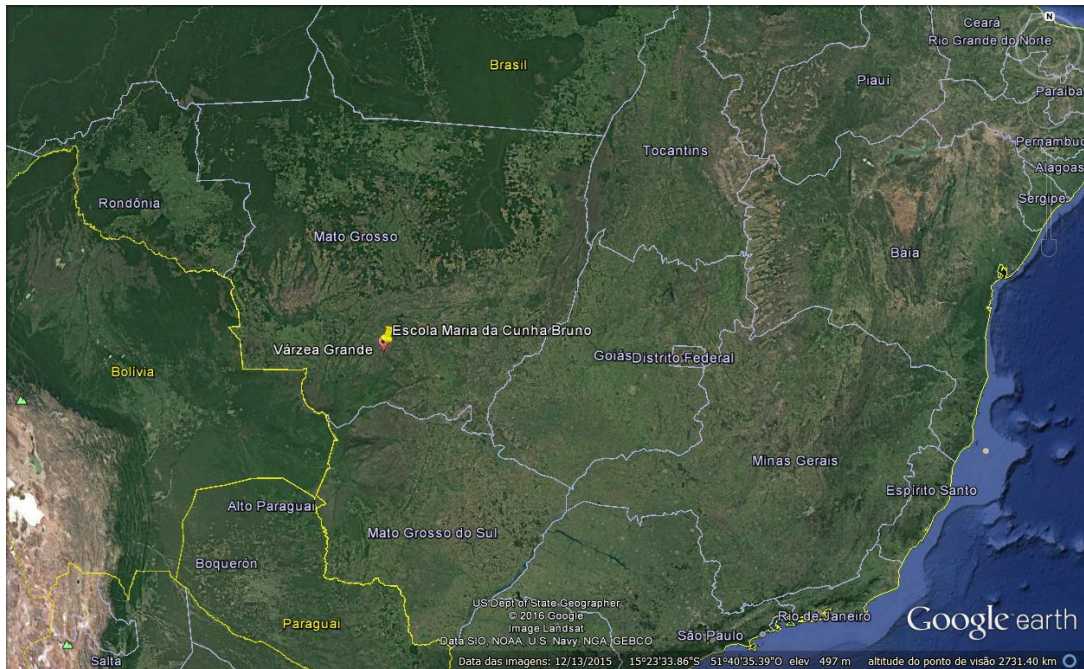 Ceará
N
Rio Grande do Norte
Brasil
Piauí
Paraíba
Pernambuc
Tocantins
Alagoas
Sergipe
Rondônia
Mato Grosso
Baía
Escola Maria da Cunha Bruno
Várzea Grande
Goiás
Distrito Federal
Bolívia
Minas Gerais
Espírito Santo
Alto Paraguai
Mato Grosso do Sul
Boquerón
US Dept of State Geographer
© 2016 Google
Image Landsat
Data SIO, NOAA, U.S. Navy, NGA, GEBCO
Rio de Janeiro
Google earth
Paraguai
São Paulo
Salta
Data das imagens: 12/13/2015 15°23'33.86"S 51°40'35.39"O elev 497 m altitude do ponto de visão 2731.40 km